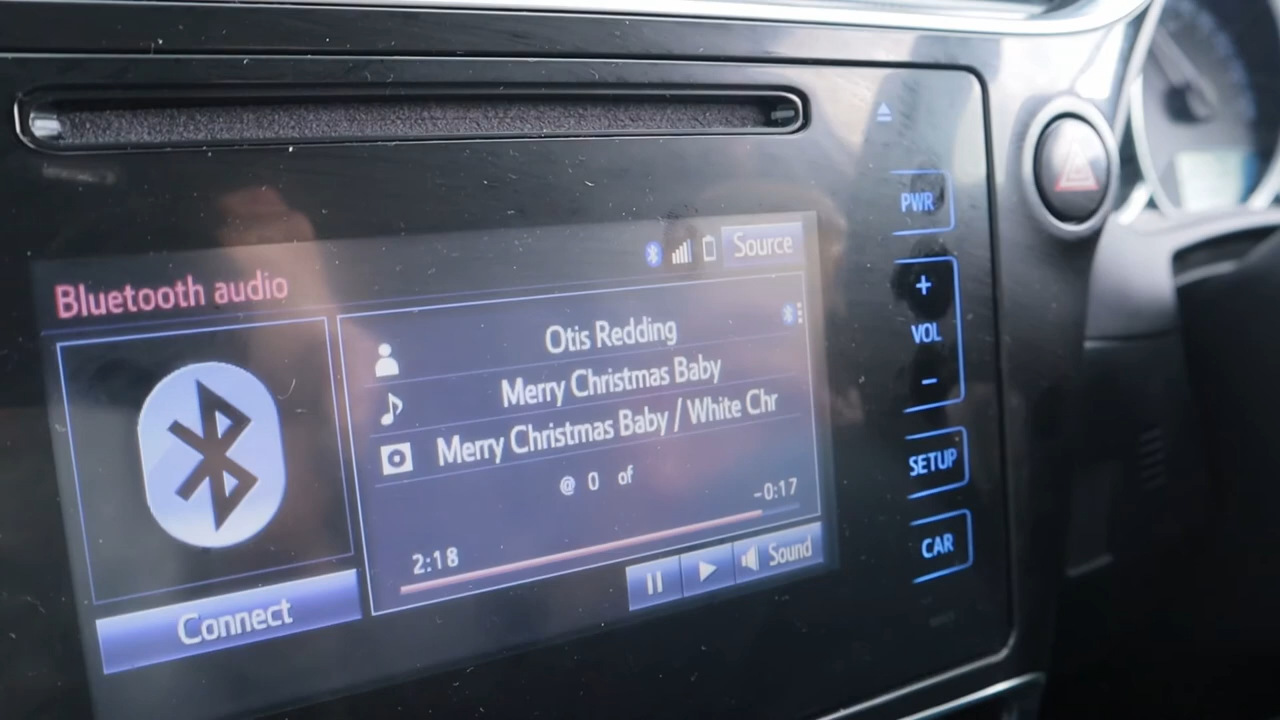 Source
Bluetooth audio
Otis Redding
Merry Christmas Baby
Merry Christmas Baby / White Chr
@ 0 of
-0:17
2:18
Sound
Connect
PWR
+
VOL
-
SETUP
CAR